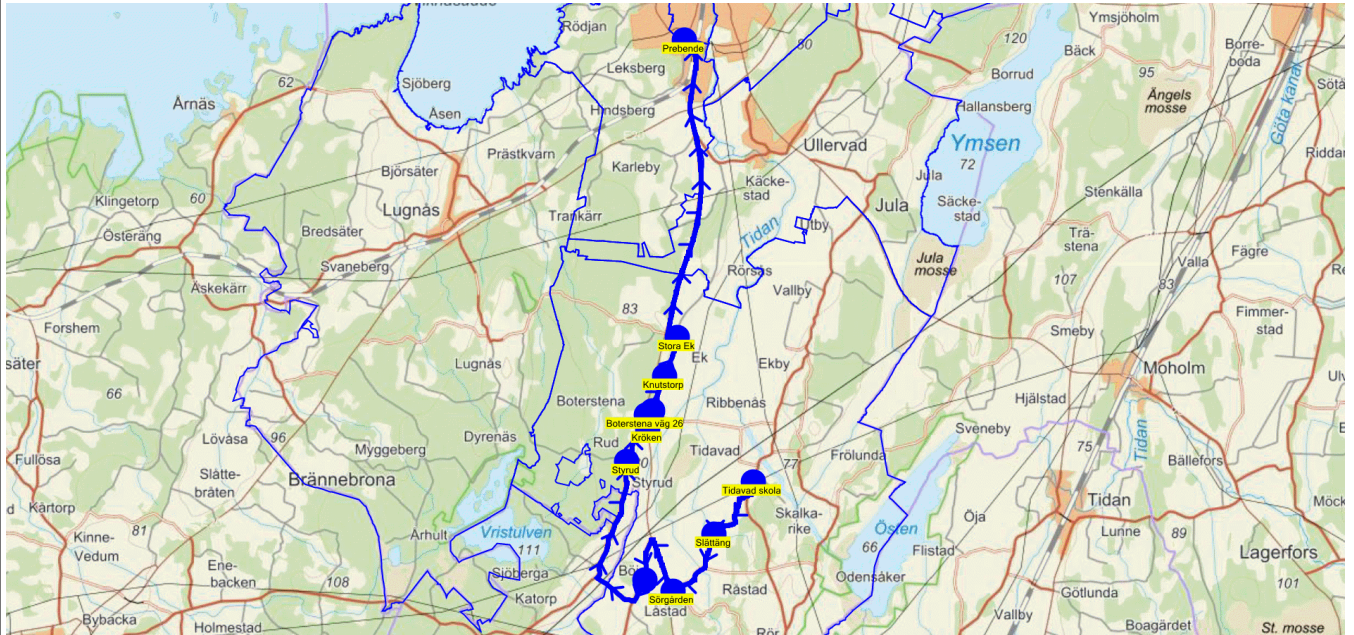 Rödjan
Prebende
80
120
Ymsjöholm
Bäck
Borre-
boda
Leksberg
Sjöberg
62
Borrud
95
Ängels
mosse
Göta kanal
Årnäs
Åsen
Hindsberg
Hallansberg
Ullervad
Ymsen
72
Prästkvarn
Karleby
Björsäter
Jula
Käcke-
stad
Stenkälla
Klingetorp
60
Lugnås
Trankärr
Jula
Säcke-
stad
Österäng
Bredsäter
Tidan
Utby
Trä-
stena
Fägre
Svaneberg
Jula
mosse
Valla
Rörsås
107
83
Askekärr
Vallby
83
Forshem
Smeby
Fimmer-
stad
Stora Ek
Ek
Ekby
Lugnås
Moholm
66
Knutstorp
Boterstena
Ribbenås
Hjälstad
Boterstena väg 26
Kröken
Lövåsa
96
Myggeberg
Dyrenäs
Rud
Tidavad
Frölunda
Sveneby
75
Tidan
Fullösa
Styrud
Styrud
77
Bällefors
Slätte-
bråten
Brännebrona
Tidavad skola
Kårtorp
Skalka-
rike
Tidan
81
Kinne-
Vedum
Århult
Vristulven
111
Slättäng
Östen
66
Öja
Lunne
89
Flistad
Lagerfors
Ene-
backen
108
Sjöberga
Katorp
Råstad
Odensåker
101
Sörgården
Låstad
Götlunda
Bybacka
Holmestad
Vallby
Boagärdet
St. mosse